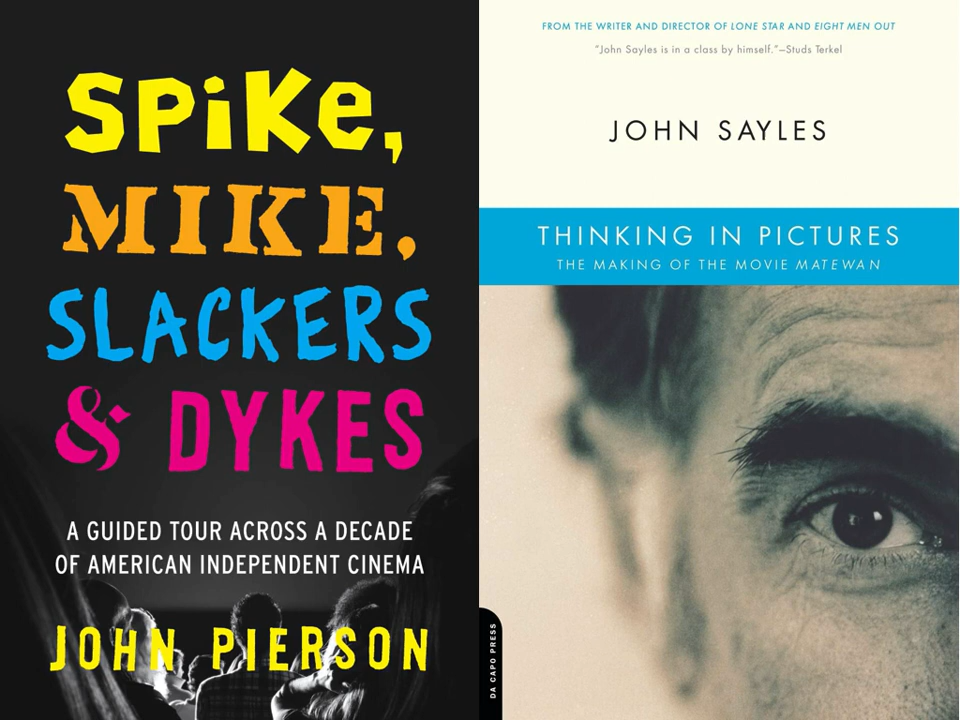 SPiKe,
MIKE,
SLACKERS
& DYKES
A GUIDED TOUR ACROSS A DECADE
OF AMERICAN INDEPENDENT CINEMA
JOHN PIERSON
FROM THE WRITER AND DIRECTOR OF LONE STAR AND EIGHT MEN OUT
"John Sayles is in a class by himself."—Studs Terkel
JOHN SAYLES
THINKING IN PICTURES
THE MAKING OF THE MOVIE MATEWAN
DA CAPO PRESS